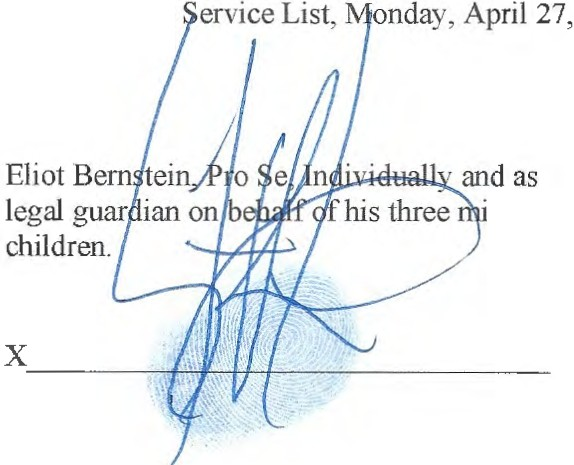 Service List, Monday, April 27,
Eliot Bernstein, Pro Se, Individually and as
legal guardian on behalf of his three mi
children.
X